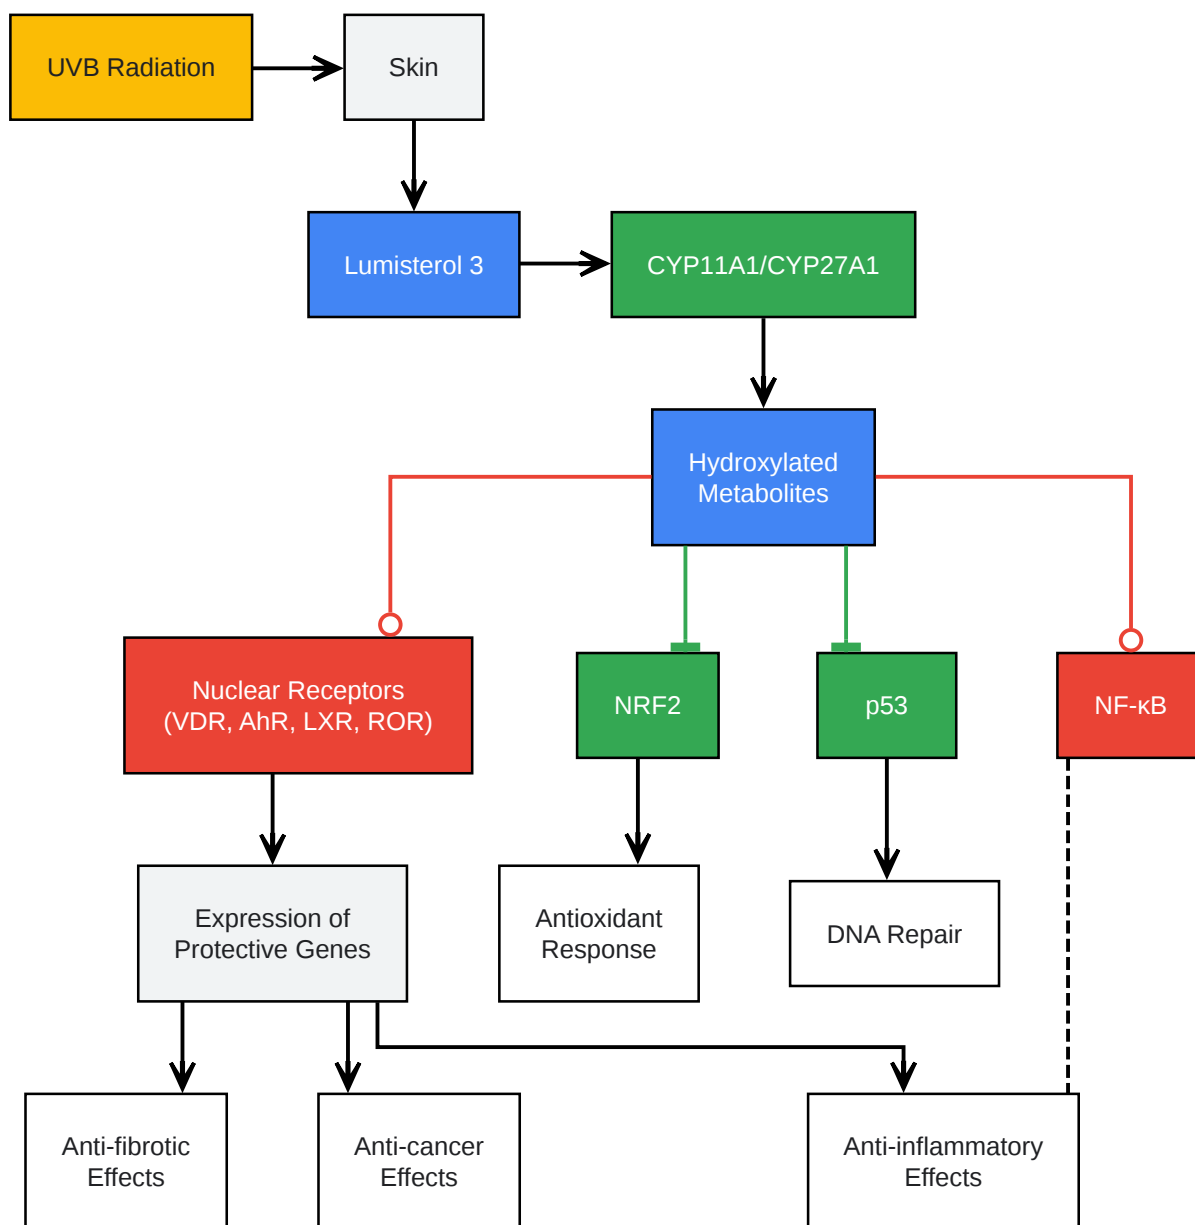 UVB Radiation
Skin
Lumisterol 3
CYP11A1/CYP27A1
Hydroxylated
Metabolites
Nuclear Receptors
(VDR, AhR, LXR, ROR)
NRF2
p53
NF-κB
Expression of
Protective Genes
Antioxidant
Response
DNA Repair
Anti-fibrotic
Effects
Anti-cancer
Effects
Anti-inflammatory
Effects